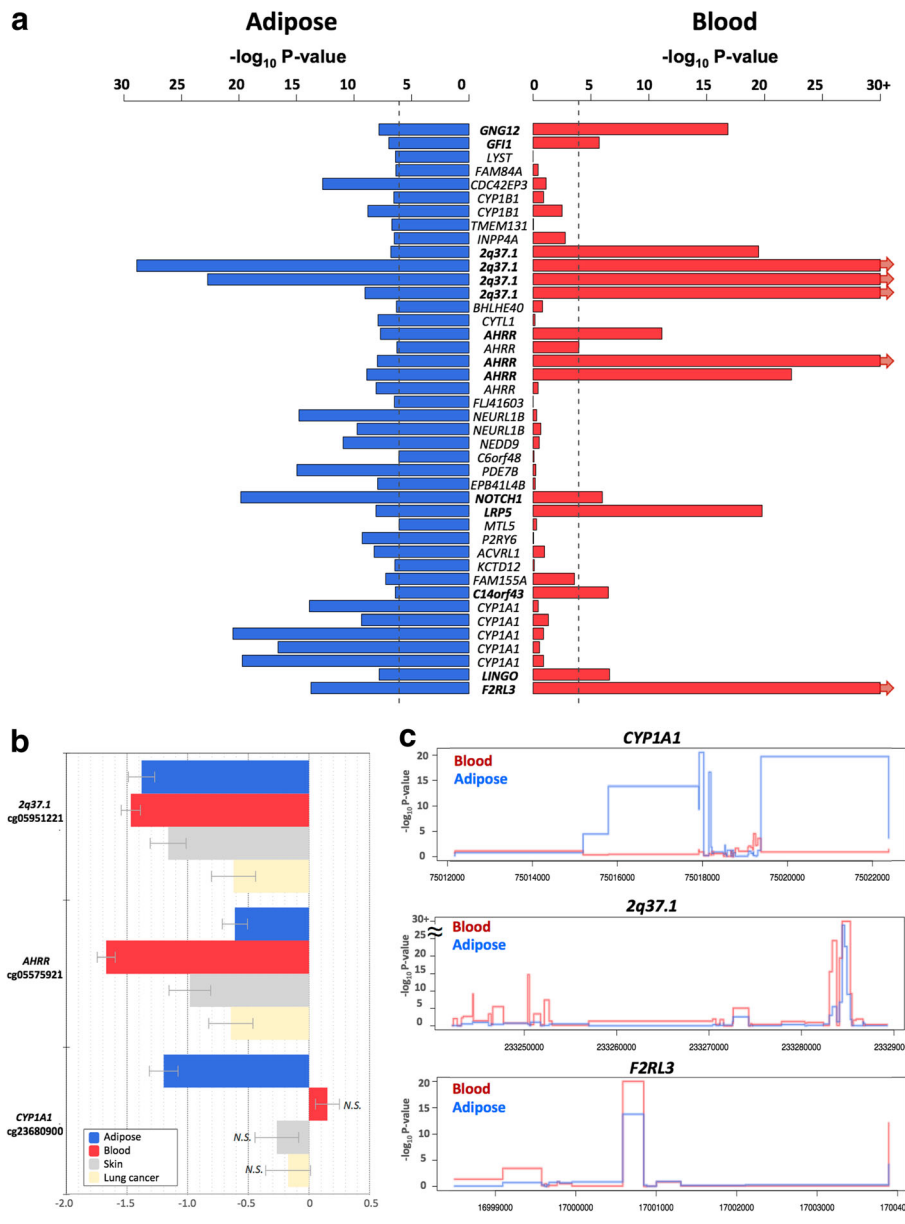 a
Adipose Blood
-log10 P-value -log10 P-value
30 25 20 15 10 5 0 0 5 10 15 20 25 30+
GNG12
GFI1
LYST
FAM84A
CDC42EP3
CYP1B1
CYP1B1
TMEM131
INPP4A
2q37.1
2q37.1
2q37.1
2q37.1
BHLHE40
CYTL1
AHRR
AHRR
AHRR
AHRR
AHRR
FLJ41603
NEURL1B
NEURL1B
NEDD9
C6orf48
PDE7B
EPB41L4B
NOTCH1
LRP5
MTL5
P2RY6
ACVRL1
KCTD12
FAM155A
C14orf43
CYP1A1
CYP1A1
CYP1A1
CYP1A1
CYP1A1
LINGO
F2RL3
b
2q37.1
cg05951221
AHRR
cg05575921
CYP1A1
cg23680900
N.S.
N.S.
N.S.
Adipose
Blood
Skin
Lung cancer
-2.0 -1.5 -1.0 -0.5 0 0.5
c
CYP1A1
Blood
Adipose
-log10 P-value
20
15
10
5
0
75012000 75014000 75016000 75018000 75020000 75022000
2q37.1
Blood
Adipose
-log10 P-value
30+
25
20
15
10
5
0
233250000 233260000 233270000 233280000 23329000
F2RL3
Blood
Adipose
-log10 P-value
20
15
10
5
0
16999000 17000000 17001000 17002000 17003000 170040